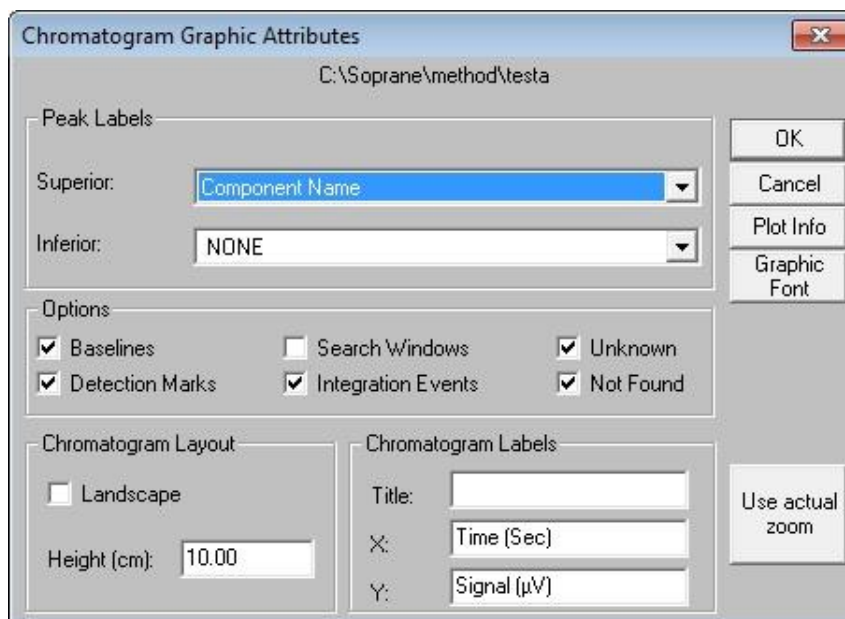 Chromatogram Graphic Attributes
C:\Soprane\method\testa
Peak Labels
Superior: Component Name
Inferior: NONE
OK
Cancel
Plot Info
Graphic
Font
Options
Baselines Search Windows Unknown
Detection Marks Integration Events Not Found
Chromatogram Layout
Landscape
Height (cm): 10.00
Chromatogram Labels
Title:
X: Time (Sec)
Y: Signal (µV)
Use actual
zoom